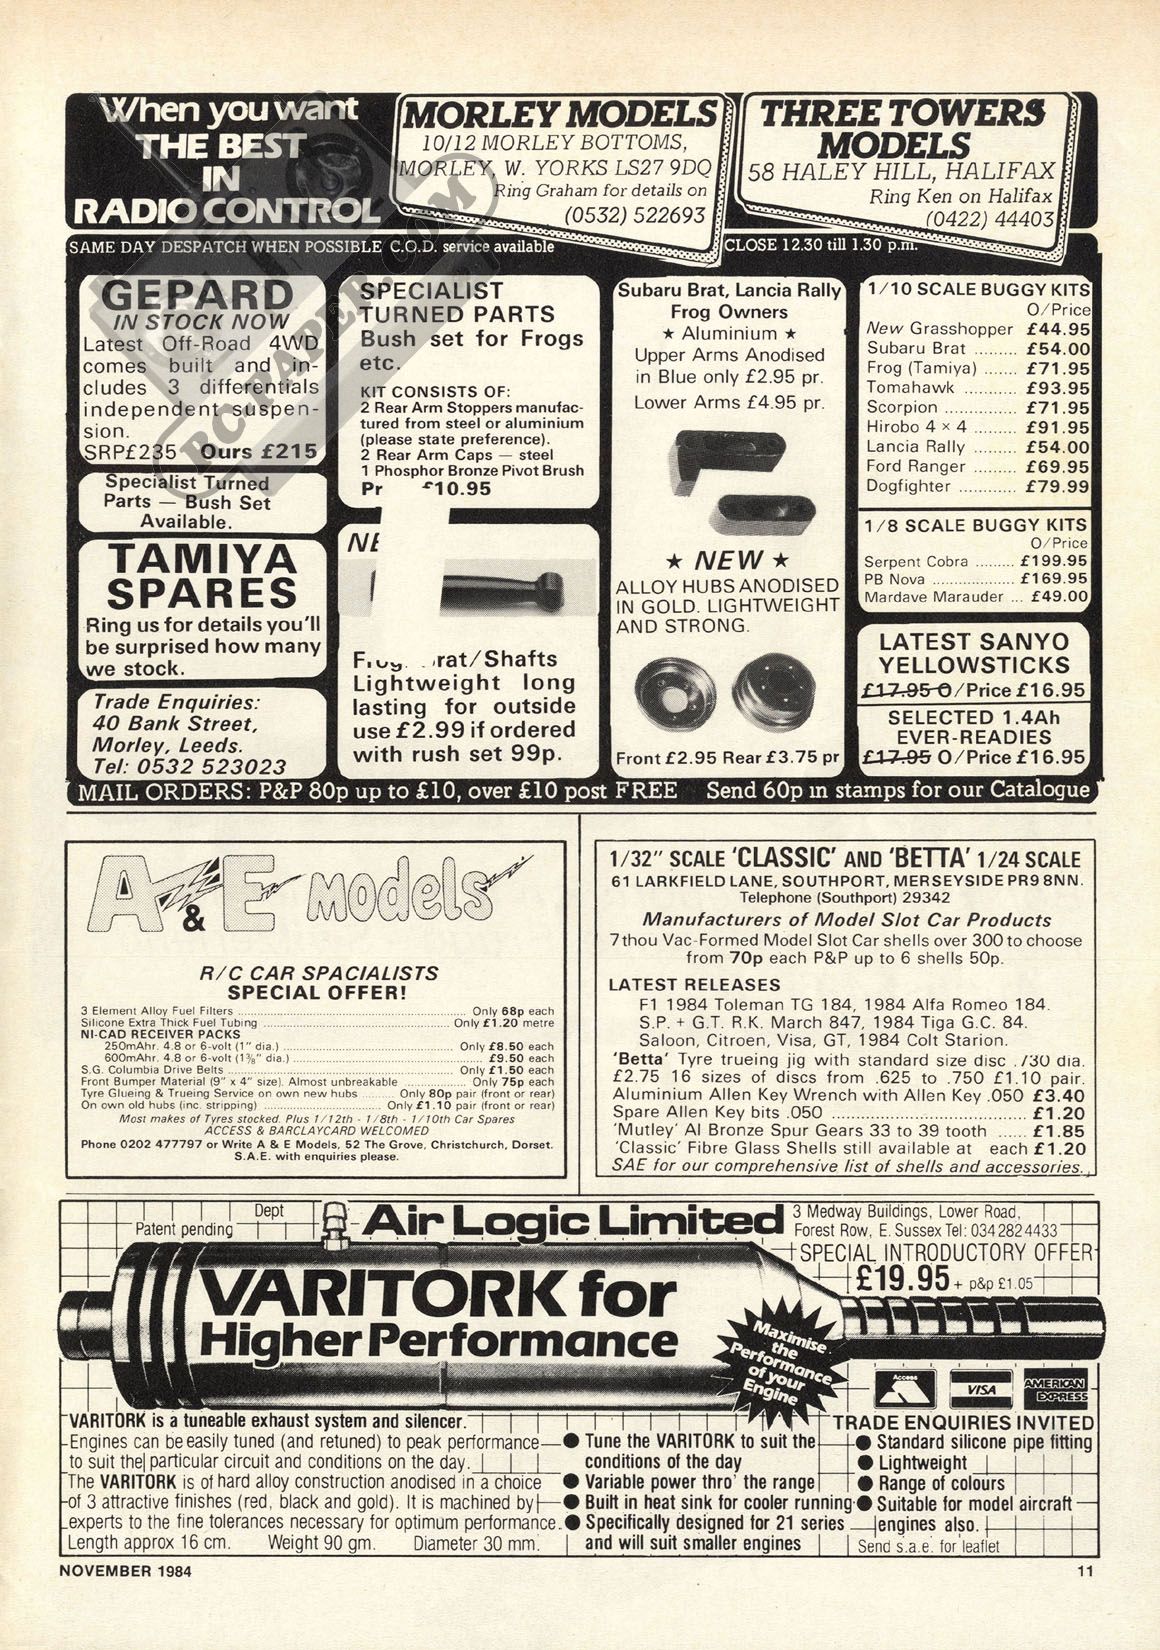 When you want
THE BEST
IN
RADIO CONTROL
MORLEY MODELS
10/12 MORLEY BOTTOMS,
MORLEY, W. YORKS LS27 9DQ
Ring Graham for details on
(0532) 522693
THREE TOWERS
MODELS
58 HALEY HILL, HALIFAX
Ring Ken on Halifax
(0422) 44403
SAME DAY DESPATCH WHEN POSSIBLE C.O.D. service available
CLOSE 12.30 till 1.30 p.m.
RC-PAPER.COM
GEPARD
IN STOCK NOW
Latest Off-Road 4WD
comes built and in-
cludes 3 differentials
independent suspen-
sion.
SRP£235 Ours £215
Specialist Turned
Parts — Bush Set
Available.
TAMIYA
SPARES
Ring us for details you'll
be surprised how many
we stock.
Trade Enquiries:
40 Bank Street,
Morley, Leeds.
Tel: 0532 523023
SPECIALIST
TURNED PARTS
Bush set for Frogs
etc.
KIT CONSISTS OF:
2 Rear Arm Stoppers manufac-
tured from steel or aluminium
(please state preference).
2 Rear Arm Caps — steel
1 Phosphor Bronze Pivot Brush
£10.95
rat/Shafts
Lightweight long
lasting for outside
use £2.99 if ordered
with rush set 99p.
Subaru Brat, Lancia Rally
Frog Owners
★ Aluminium ★
Upper Arms Anodised
in Blue only £2.95 pr.
Lower Arms £4.95 pr.
★ NEW ★
ALLOY HUBS ANODISED
IN GOLD. LIGHTWEIGHT
AND STRONG.
Front £2.95 Rear £3.75 pr
1/10 SCALE BUGGY KITS
O/Price
New Grasshopper £44.95
Subaru Brat ......... £54.00
Frog (Tamiya) ....... £71.95
Tomahawk ........... £93.95
Scorpion ............... £71.95
Hirobo 4 × 4 ......... £91.95
Lancia Rally .......... £54.00
Ford Ranger ......... £69.95
Dogfighter ............ £79.99
1/8 SCALE BUGGY KITS
O/Price
Serpent Cobra ......... £199.95
PB Nova .................. £169.95
Mardave Marauder ... £49.00
LATEST SANYO
YELLOWSTICKS
£17.95 O/Price £16.95
SELECTED 1.4Ah
EVER-READIES
£17.95 O/Price £16.95
MAIL ORDERS: P&P 80p up to £10, over £10 post FREE Send 60p in stamps for our Catalogue
A & E models
R/C CAR SPACIALISTS
SPECIAL OFFER!
3 Element Alloy Fuel Filters ........ Only 68p each
Silicone Extra Thick Fuel Tubing ........ Only £1.20 metre
NI-CAD RECEIVER PACKS
250mAhr. 4.8 or 6-volt (1" dia.) ........ Only £8.50 each
600mAhr. 4.8 or 6-volt (1⅜" dia.) ........ £9.50 each
S.G. Columbia Drive Belts ........ Only £1.50 each
Front Bumper Material (9" x 4" size). Almost unbreakable ........ Only 75p each
Tyre Glueing & Trueing Service on own new hubs ........ Only 80p pair (front or rear)
On own old hubs (inc. stripping) ........ Only £1.10 pair (front or rear)
Most makes of Tyres stocked. Plus 1/12th - 1/8th - 1/10th Car Spares
ACCESS & BARCLAYCARD WELCOMED
Phone 0202 477797 or Write A & E Models, 52 The Grove, Christchurch, Dorset.
S.A.E. with enquiries please.
1/32" SCALE 'CLASSIC' AND 'BETTA' 1/24 SCALE
61 LARKFIELD LANE, SOUTHPORT, MERSEYSIDE PR9 8NN.
Telephone (Southport) 29342
Manufacturers of Model Slot Car Products
7 thou Vac-Formed Model Slot Car shells over 300 to choose
from 70p each P&P up to 6 shells 50p.
LATEST RELEASES
F1 1984 Toleman TG 184, 1984 Alfa Romeo 184.
S.P. + G.T. R.K. March 847, 1984 Tiga G.C. 84.
Saloon, Citroen, Visa, GT, 1984 Colt Starion.
'Betta' Tyre trueing jig with standard size disc .730 dia.
£2.75 16 sizes of discs from .625 to .750 £1.10 pair.
Aluminium Allen Key Wrench with Allen Key .050 £3.40
Spare Allen Key bits .050 ........ £1.20
'Mutley' Al Bronze Spur Gears 33 to 39 tooth ...... £1.85
'Classic' Fibre Glass Shells still available at each £1.20
SAE for our comprehensive list of shells and accessories.
Patent pending
Dept
Air Logic Limited
3 Medway Buildings, Lower Road,
Forest Row, E. Sussex Tel: 034 282 4433
SPECIAL INTRODUCTORY OFFER
£19.95 + p&p £1.05
VARITORK for
Higher Performance
Maximise
the
Performance
of your
Engine
Access
VISA
AMERICAN
EXPRESS
VARITORK is a tuneable exhaust system and silencer.
Engines can be easily tuned (and retuned) to peak performance
to suit the particular circuit and conditions on the day.
The VARITORK is of hard alloy construction anodised in a choice
of 3 attractive finishes (red, black and gold). It is machined by
experts to the fine tolerances necessary for optimum performance.
Length approx 16 cm. Weight 90 gm. Diameter 30 mm.
● Tune the VARITORK to suit the
conditions of the day
● Variable power thro' the range
● Built in heat sink for cooler running
● Specifically designed for 21 series
and will suit smaller engines
TRADE ENQUIRIES INVITED
● Standard silicone pipe fitting
● Lightweight
● Range of colours
● Suitable for model aircraft
engines also.
Send s.a.e. for leaflet
NOVEMBER 1984
11